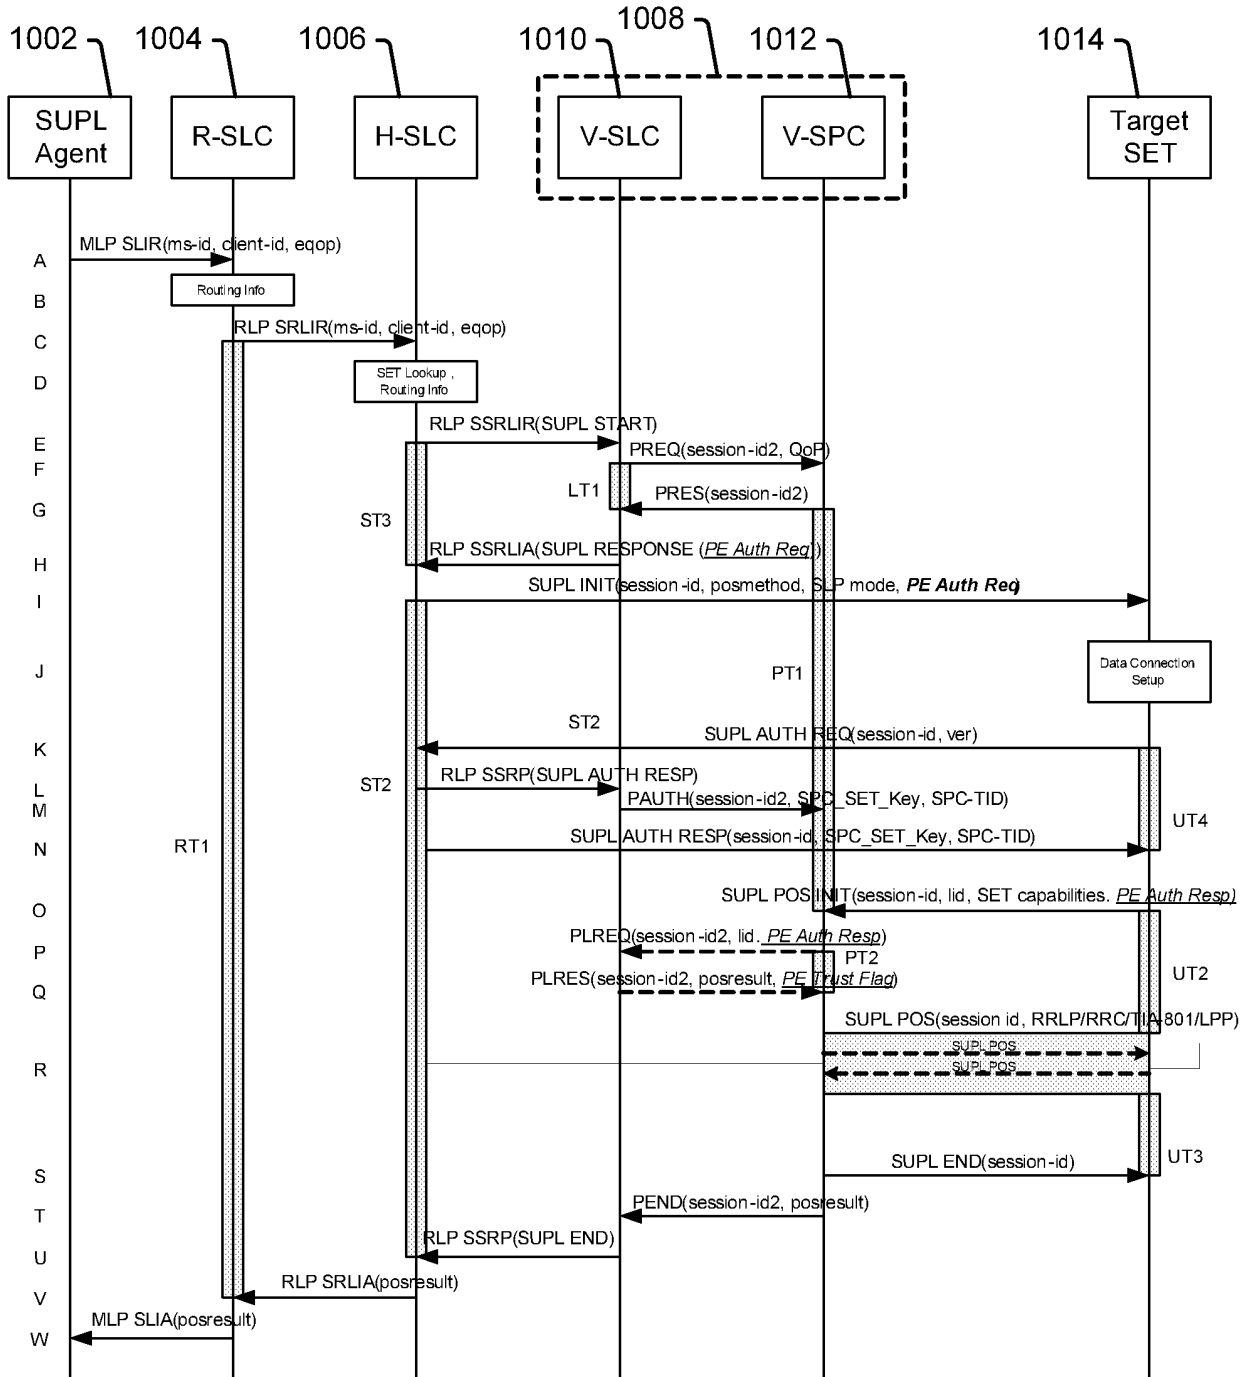 1008
1002
1004
1006
1010
1012
1014
SUPL
Agent
R-SLC
H-SLC
V-SLC
V-SPC
Target
SET
MLP SLIR(ms-id, client-id, eqop)
A
Routing Info
B
RLP SRLIR(ms-id, client-id, eqop)
C
SET Lookup ,
Routing Info
D
RLP SSRLIR(SUPL START)
E
PREQ(session-id2, QoP)
F
LT1
PRES(session-id2)
G
ST3
RLP SSRLIA(SUPL RESPONSE (PE Auth Req))
H
SUPL INIT(session-id, posmethod, SLP mode, PE Auth Req)
I
Data Connection
Setup
J
PT1
ST2
SUPL AUTH REQ(session-id, ver)
K
RLP SSRP(SUPL AUTH RESP)
ST2
L
PAUTH(session-id2, SPC_SET_Key, SPC-TID)
M
UT4
SUPL AUTH RESP(session-id, SPC_SET_Key, SPC-TID)
N
RT1
SUPL POS INIT(session-id, lid, SET capabilities. PE Auth Resp)
O
PLREQ(session-id2, lid. PE Auth Resp)
P
PT2
PLRES(session-id2, posresult, PE Trust Flag)
UT2
Q
SUPL POS(session id, RRLP/RRC/TIA-801/LPP)
SUPL POS
R
SUPL POS
UT3
SUPL END(session-id)
S
PEND(session-id2, posresult)
T
RLP SSRP(SUPL END)
U
RLP SRLIA(posresult)
V
MLP SLIA(posresult)
W